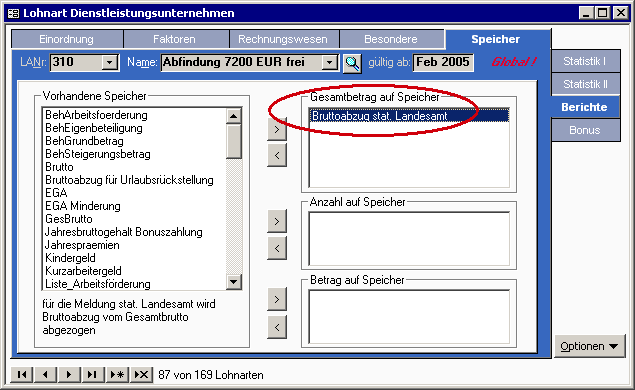 Lohnart Dienstleistungsunternehmen
Einordnung Faktoren Rechnungswesen Besondere Speicher
LANr: 310 Name: Abfindung 7200 EUR frei gültig ab: Feb 2005 Global !
Statistik I
Statistik II
Berichte
Bonus
Vorhandene Speicher
BehArbeitsfoerderung
BehEigenbeteiligung
BehGrundbetrag
BehSteigerungsbetrag
Brutto
Bruttoabzug für Urlaubsrückstellung
EGA
EGA Minderung
GesBrutto
Jahresbruttogehalt Bonuszahlung
Jahrespraemien
Kindergeld
Kurzarbeitergeld
Liste_Arbeitsförderung
für die Meldung stat. Landesamt wird
Bruttoabzug vom Gesamtbrutto
abgezogen
>
<
>
<
>
<
Gesamtbetrag auf Speicher
Bruttoabzug stat. Landesamt
Anzahl auf Speicher
Betrag auf Speicher
Optionen
87 von 169 Lohnarten